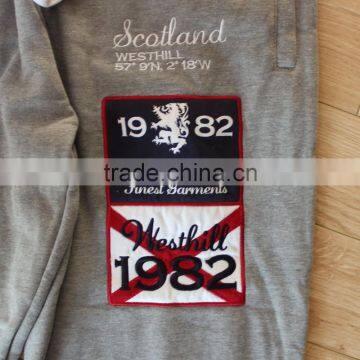 Scotland
WESTHILL
57° 9'N, 2° 18'W
19 82
Finest Garments
Westhill
1982
trade.china.cn